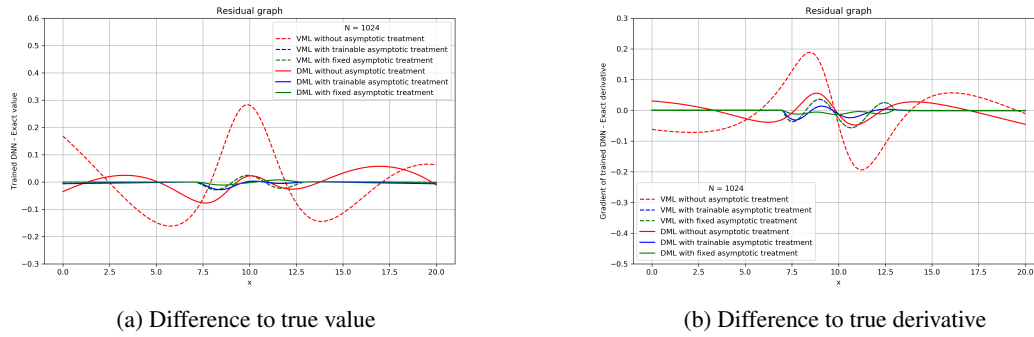 Residual graph
Trained DNN - Exact value
0.6
0.5
0.4
0.3
0.2
0.1
0.0
−0.1
−0.2
−0.3
N = 1024
VML without asymptotic treatment
VML with trainable asymptotic treatment
VML with fixed asymptotic treatment
DML without asymptotic treatment
DML with trainable asymptotic treatment
DML with fixed asymptotic treatment
0.0 2.5 5.0 7.5 10.0 12.5 15.0 17.5 20.0
x
(a) Difference to true value
Residual graph
Gradient of trained DNN - Exact derivative
0.3
0.2
0.1
0.0
−0.1
−0.2
−0.3
−0.4
−0.5
N = 1024
VML without asymptotic treatment
VML with trainable asymptotic treatment
VML with fixed asymptotic treatment
DML without asymptotic treatment
DML with trainable asymptotic treatment
DML with fixed asymptotic treatment
0.0 2.5 5.0 7.5 10.0 12.5 15.0 17.5 20.0
x
(b) Difference to true derivative